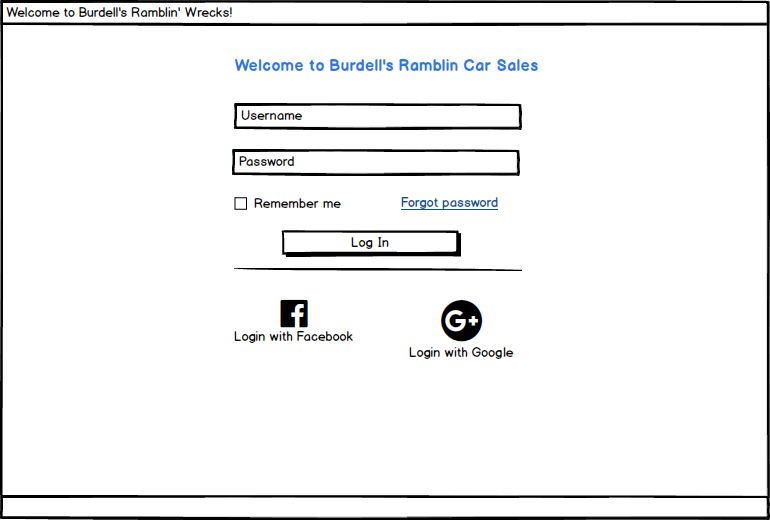 Welcome to Burdell's Ramblin' Wrecks!
Welcome to Burdell's Ramblin Car Sales
Username
Password
Remember me
Forgot password
Log In
G+
Login with Facebook
Login with Google